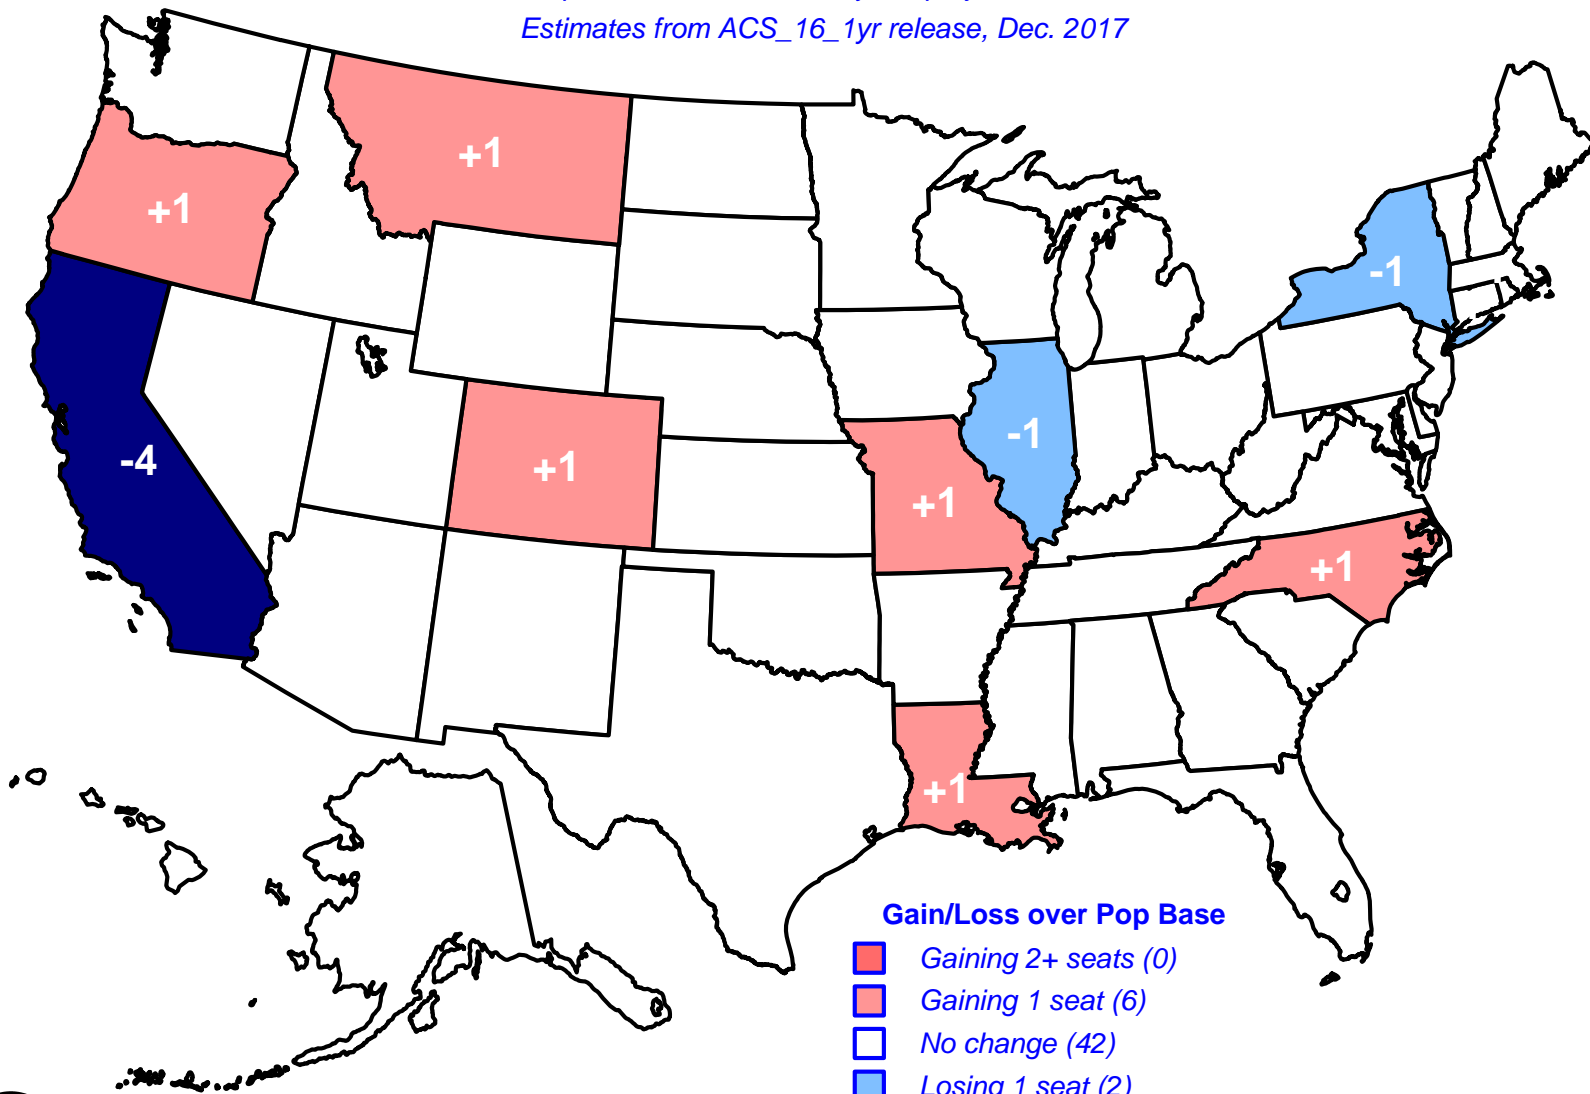 Estimates from ACS_16_1yr release, Dec. 2017
+1
+1
-1
-4
+1
-1
+1
+1
+1
Gain/Loss over Pop Base
Gaining 2+ seats (0)
Gaining 1 seat (6)
No change (42)
Losing 1 seat (2)